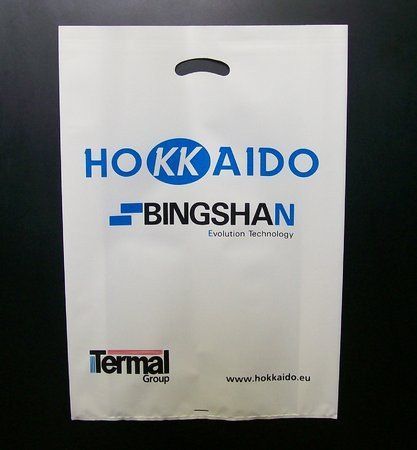 HOKKAIDO
BINGSHAN
Evolution Technology
Termal
Group
www.hokkaido.eu